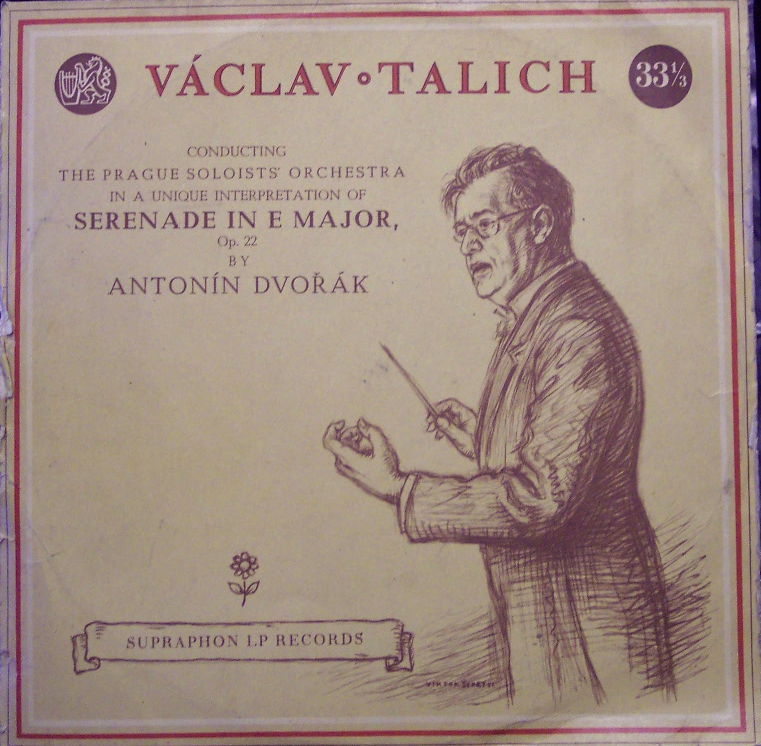 VÁCLAV • TALICH
33⅓
CONDUCTING
THE PRAGUE SOLOISTS' ORCHESTRA
IN A UNIQUE INTERPRETATION OF
SERENADE IN E MAJOR,
Op. 22
BY
ANTONÍN DVOŘÁK
SUPRAPHON LP RECORDS